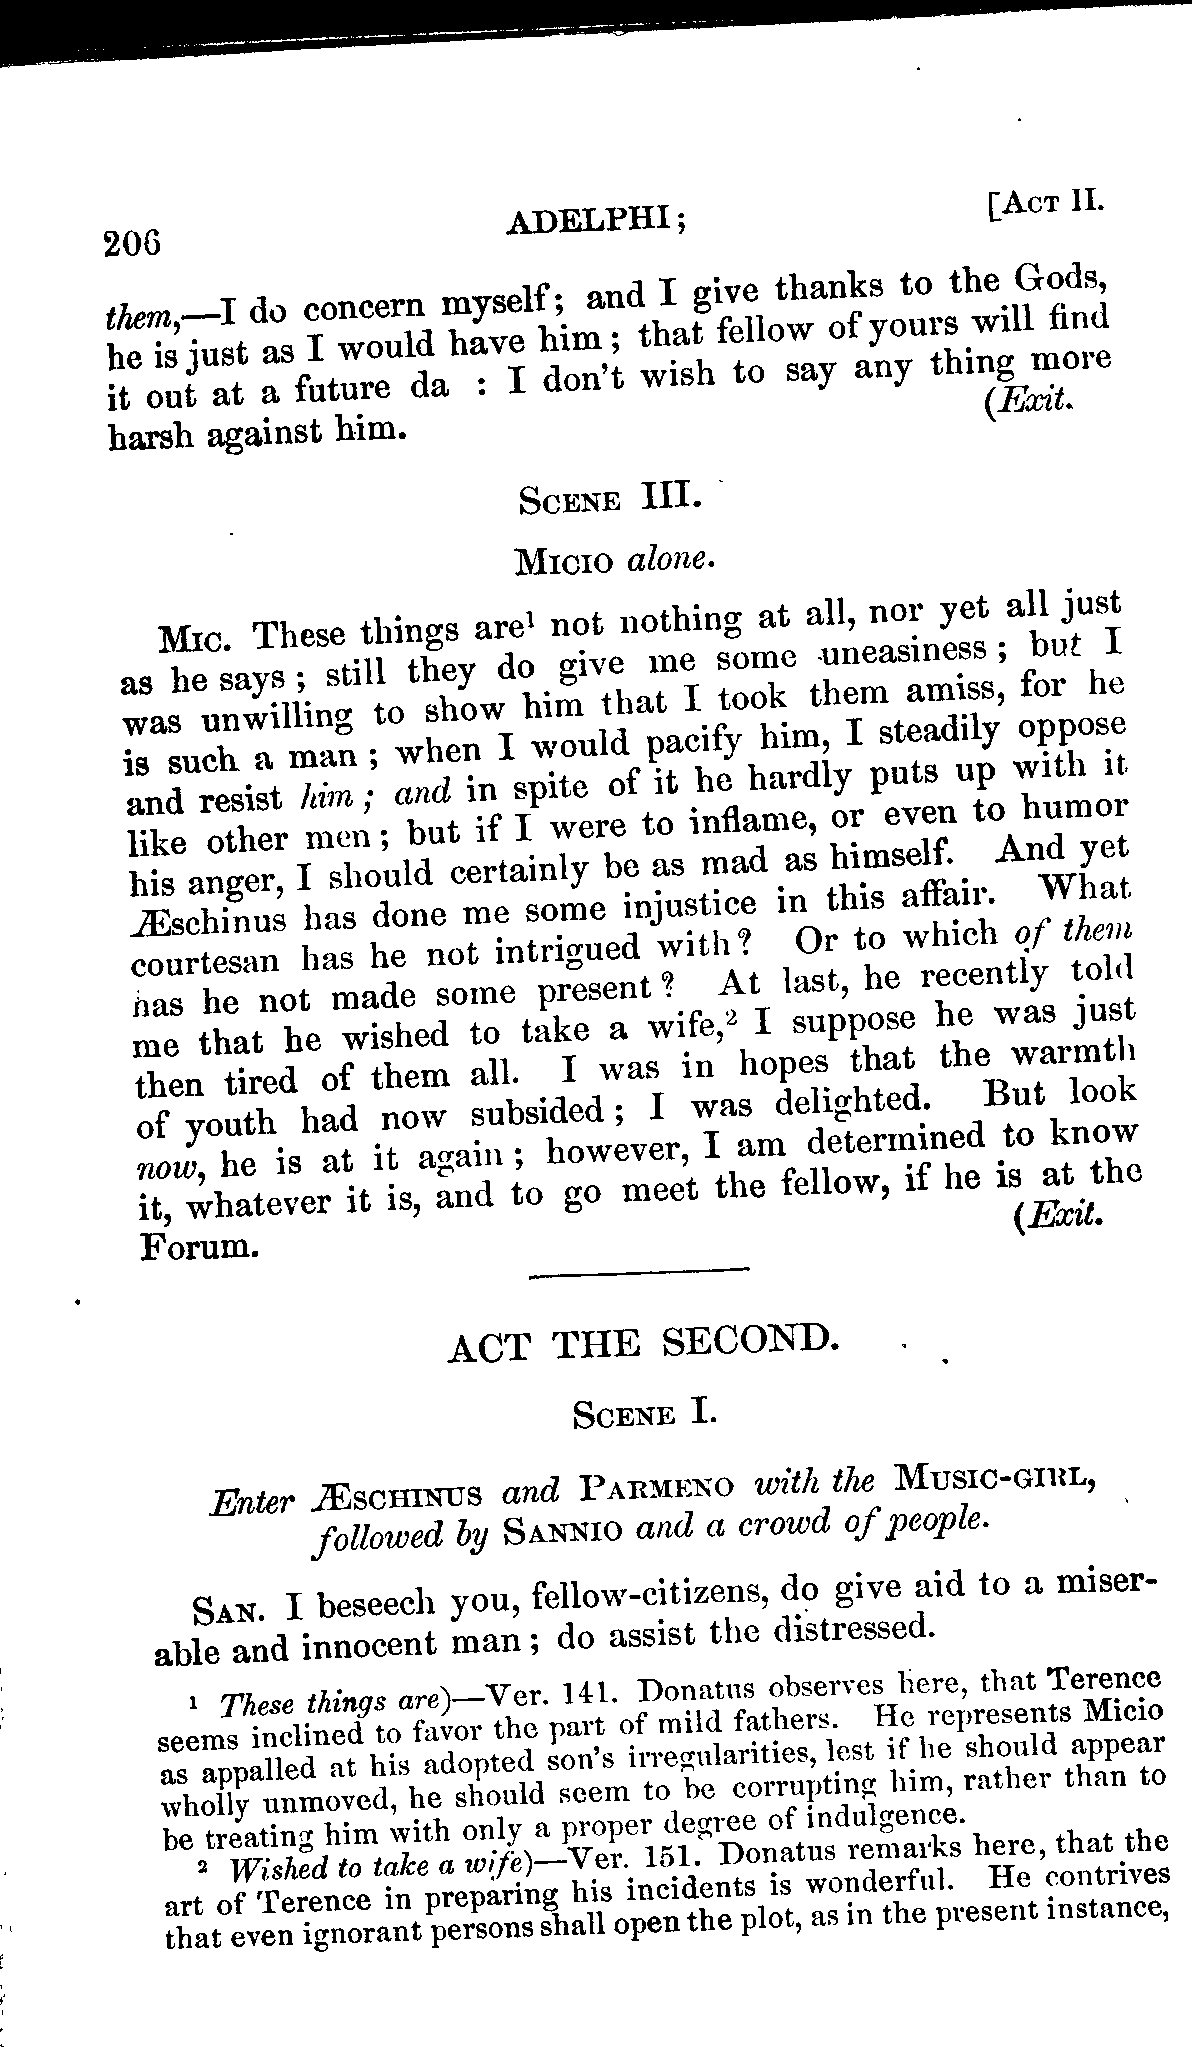 206 ADELPHI; [ACT II.
them,—I do concern myself; and I give thanks to the Gods,
he is just as I would have him; that fellow of yours will find
it out at a future da : I don't wish to say any thing more
harsh against him. (Exit.
SCENE III.
MICIO alone.
MIC. These things are¹ not nothing at all, nor yet all just
as he says; still they do give me some uneasiness; but I
was unwilling to show him that I took them amiss, for he
is such a man; when I would pacify him, I steadily oppose
and resist him; and in spite of it he hardly puts up with it
like other men; but if I were to inflame, or even to humor
his anger, I should certainly be as mad as himself. And yet
Æschinus has done me some injustice in this affair. What
courtesan has he not intrigued with? Or to which of them
has he not made some present? At last, he recently told
me that he wished to take a wife,² I suppose he was just
then tired of them all. I was in hopes that the warmth
of youth had now subsided; I was delighted. But look
now, he is at it again; however, I am determined to know
it, whatever it is, and to go meet the fellow, if he is at the
Forum. (Exit.
ACT THE SECOND.
SCENE I.
Enter ÆSCHINUS and PARMENO with the MUSIC-GIRL,
followed by SANNIO and a crowd of people.
SAN. I beseech you, fellow-citizens, do give aid to a miser-
able and innocent man; do assist the distressed.
¹ These things are)—Ver. 141. Donatus observes here, that Terence
seems inclined to favor the part of mild fathers. He represents Micio
as appalled at his adopted son's irregularities, lest if he should appear
wholly unmoved, he should seem to be corrupting him, rather than to
be treating him with only a proper degree of indulgence.
² Wished to take a wife)—Ver. 151. Donatus remarks here, that the
art of Terence in preparing his incidents is wonderful. He contrives
that even ignorant persons shall open the plot, as in the present instance,